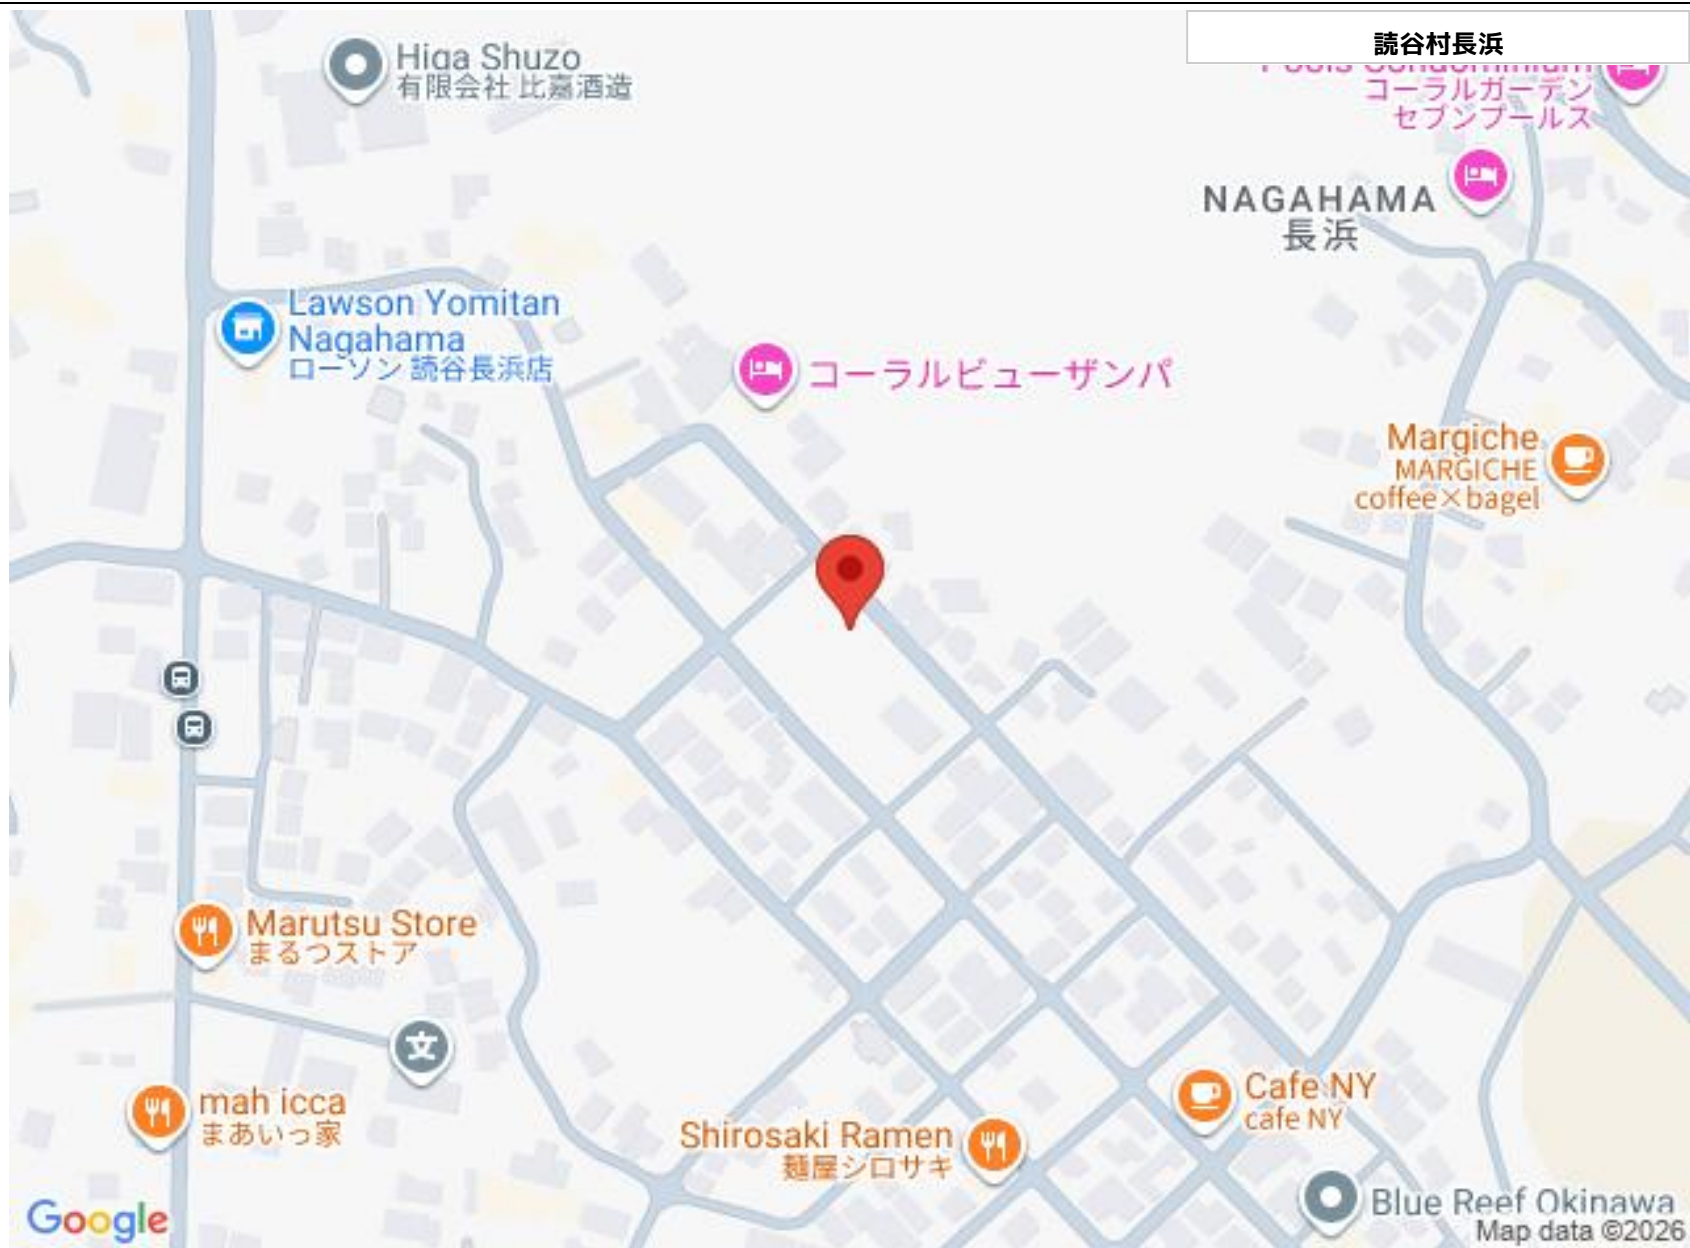 読谷村長浜
Higa Shuzo
有限会社 比嘉酒造
Pools Condominium
コーラルガーデン
セブンプールス
NAGAHAMA
長浜
Lawson Yomitan
Nagahama
ローソン 読谷長浜店
コーラルビューザンパ
Margiche
MARGICHE
coffee×bagel
Marutsu Store
まるつストア
文
mah icca
まあいっ家
Shirosaki Ramen
麺屋シロサキ
Cafe NY
cafe NY
Blue Reef Okinawa
Google
Map data ©2026